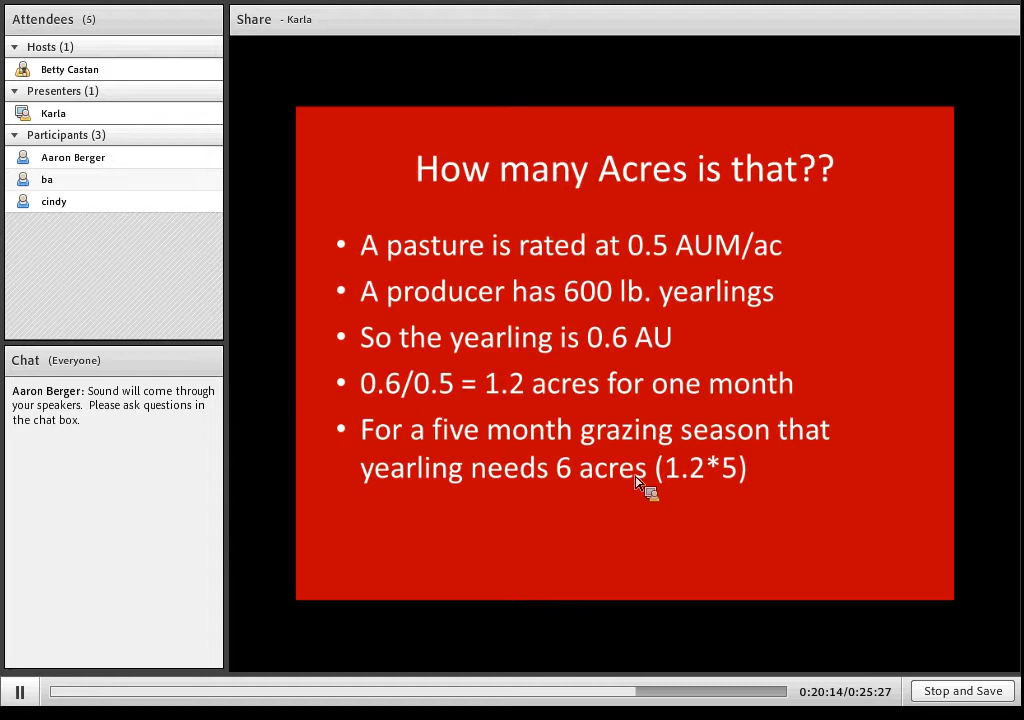 Attendees (5)
Hosts (1)
Betty Castan
Presenters (1)
Karla
Participants (3)
Aaron Berger
ba
cindy
Chat (Everyone)
Aaron Berger: Sound will come through
your speakers. Please ask questions in
the chat box.
Share - Karla
How many Acres is that??
• A pasture is rated at 0.5 AUM/ac
• A producer has 600 lb. yearlings
• So the yearling is 0.6 AU
• 0.6/0.5 = 1.2 acres for one month
• For a five month grazing season that
yearling needs 6 acres (1.2*5)
0:20:14/0:25:27
Stop and Save